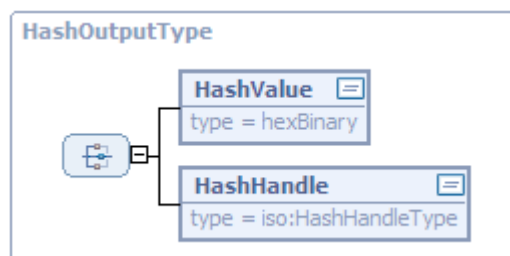 HashOutputType
HashValue
type = hexBinary
HashHandle
type = iso:HashHandleType